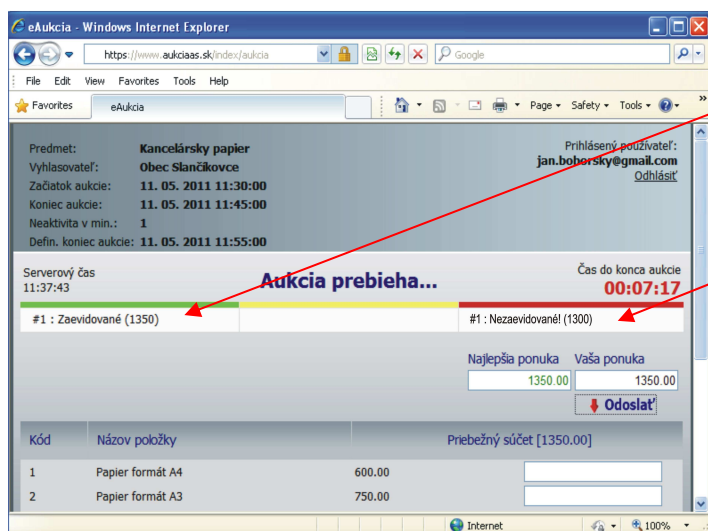 eAukcia - Windows Internet Explorer
https://www.aukciaas.sk/index/aukcia
Google
File Edit View Favorites Tools Help
Favorites eAukcia Page Safety Tools »
Predmet: Kancelársky papier
Vyhlasovateľ: Obec Slančíkovce
Začiatok aukcie: 11. 05. 2011 11:30:00
Koniec aukcie: 11. 05. 2011 11:45:00
Neaktivita v min.: 1
Defin. koniec aukcie: 11. 05. 2011 11:55:00
Prihlásený používateľ:
jan.boborsky@gmail.com
Odhlásiť
Serverový čas
11:37:43
Aukcia prebieha...
Čas do konca aukcie
00:07:17
#1 : Zaevidované (1350)
#1 : Nezaevidované! (1300)
Najlepšia ponuka Vaša ponuka
1350.00 1350.00
Odoslať
Kód Názov položky Priebežný súčet [1350.00]
1 Papier formát A4 600.00
2 Papier formát A3 750.00
Internet 100%